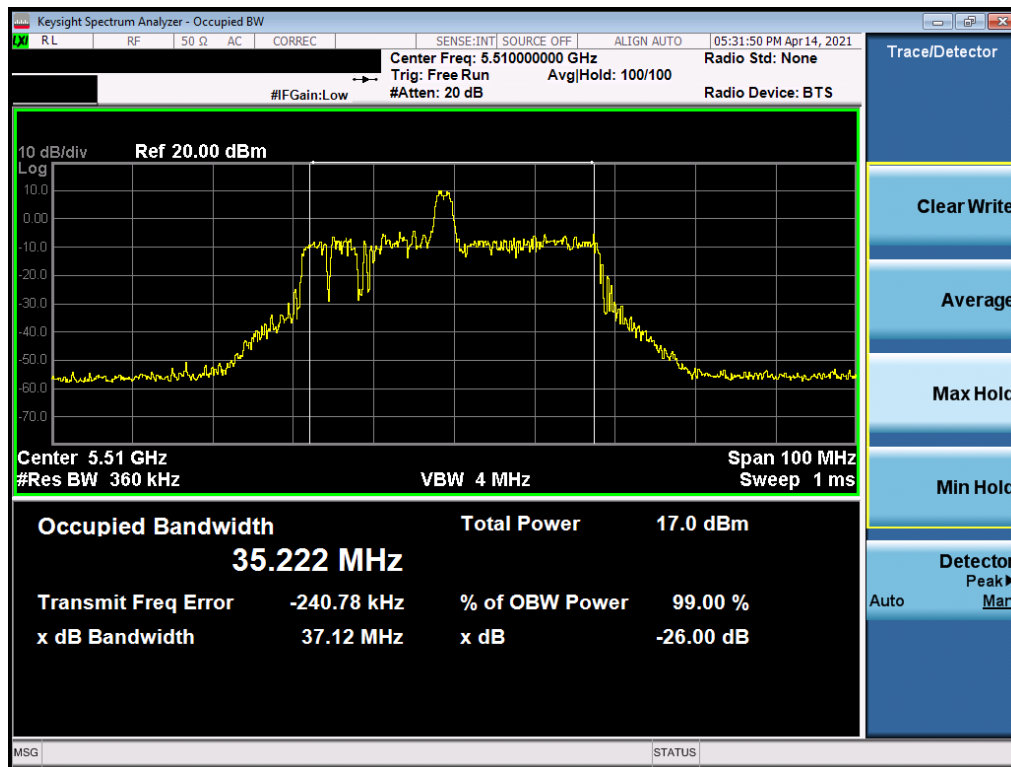 Keysight Spectrum Analyzer - Occupied BW
LXI RL RF 50 Ω AC CORREC SENSE:INT SOURCE OFF ALIGN AUTO 05:31:50 PM Apr 14, 2021
Center Freq: 5.510000000 GHz Radio Std: None
Trig: Free Run Avg|Hold: 100/100
#IFGain:Low #Atten: 20 dB Radio Device: BTS
Trace/Detector
10 dB/div Ref 20.00 dBm
Log
10.0
0.00
-10.0
-20.0
-30.0
-40.0
-50.0
-60.0
-70.0
Center 5.51 GHz Span 100 MHz
#Res BW 360 kHz VBW 4 MHz Sweep 1 ms
Occupied Bandwidth Total Power 17.0 dBm
35.222 MHz
Transmit Freq Error -240.78 kHz % of OBW Power 99.00 %
x dB Bandwidth 37.12 MHz x dB -26.00 dB
Clear Write
Average
Max Hold
Min Hold
Detector
Peak
Auto Man
MSG STATUS